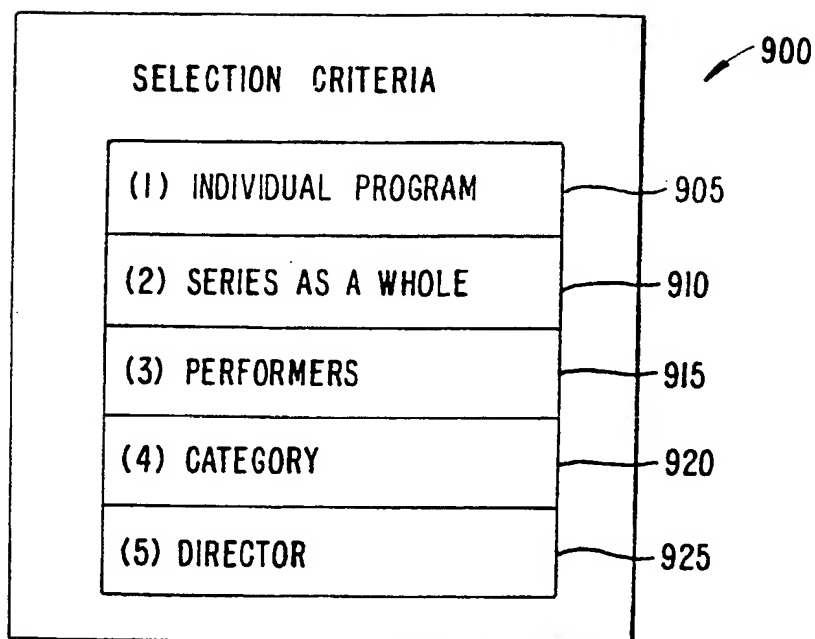 SELECTION CRITERIA
900
(1) INDIVIDUAL PROGRAM
905
(2) SERIES AS A WHOLE
910
(3) PERFORMERS
915
(4) CATEGORY
920
(5) DIRECTOR
925